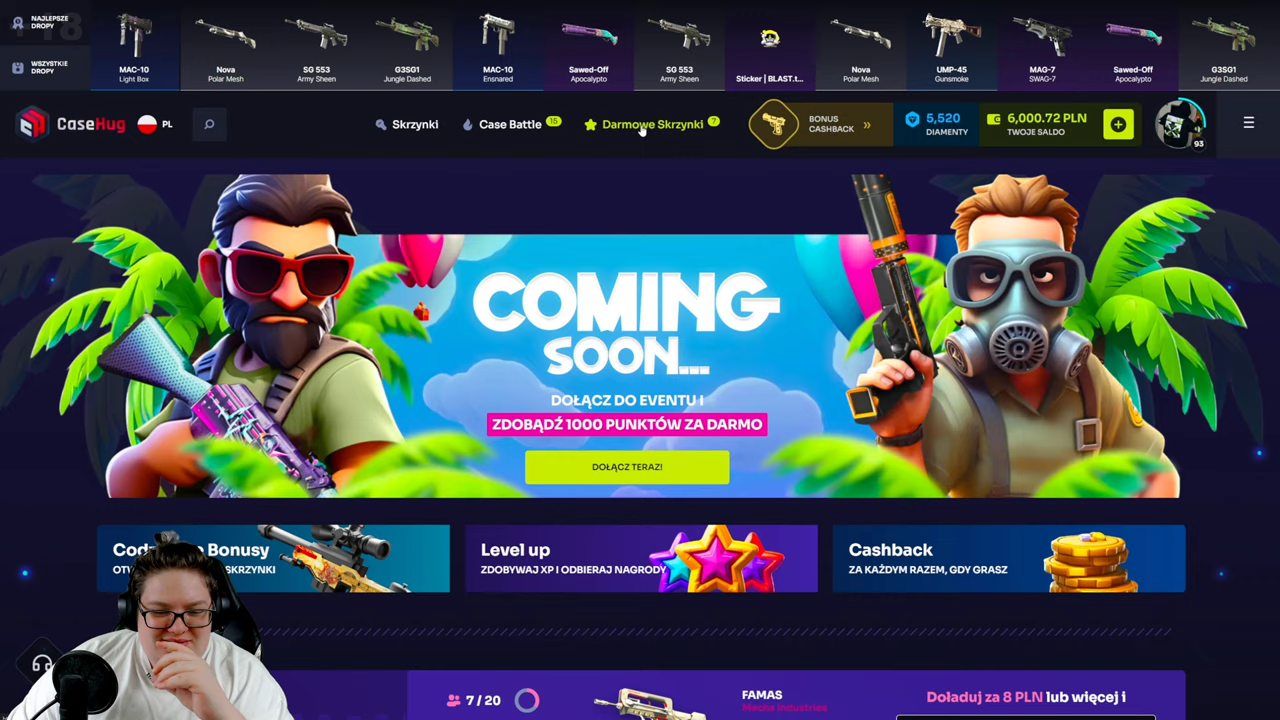 NAJLEPSZE
DROPY
18
WSZYSTKIE
DROPY
MAC-10
Light Box
Nova
Polar Mesh
SG 553
Army Sheen
G3SG1
Jungle Dashed
MAC-10
Ensnared
Sawed-Off
Apocalypto
SG 553
Army Sheen
Sticker | BLAST.t...
Nova
Polar Mesh
UMP-45
Gunsmoke
MAG-7
SWAG-7
Sawed-Off
Apocalypto
G3SG1
Jungle Dashed
CaseHug
PL
Skrzynki
Case Battle 15
Darmowe Skrzynki 7
BONUS
CASHBACK »
5,520
DIAMENTY
6,000.72 PLN
TWOJE SALDO
93
COMING
SOON...
DOŁĄCZ DO EVENTU I
ZDOBĄDŹ 1000 PUNKTÓW ZA DARMO
DOŁĄCZ TERAZ!
Bonusy
SKRZYNKI
Level up
ZDOBYWAJ XP I ODBIERAJ NAGRODY
Cashback
ZA KAŻDYM RAZEM, GDY GRASZ
7 / 20
FAMAS
Mecha Industries
Doładuj za 8 PLN lub więcej i